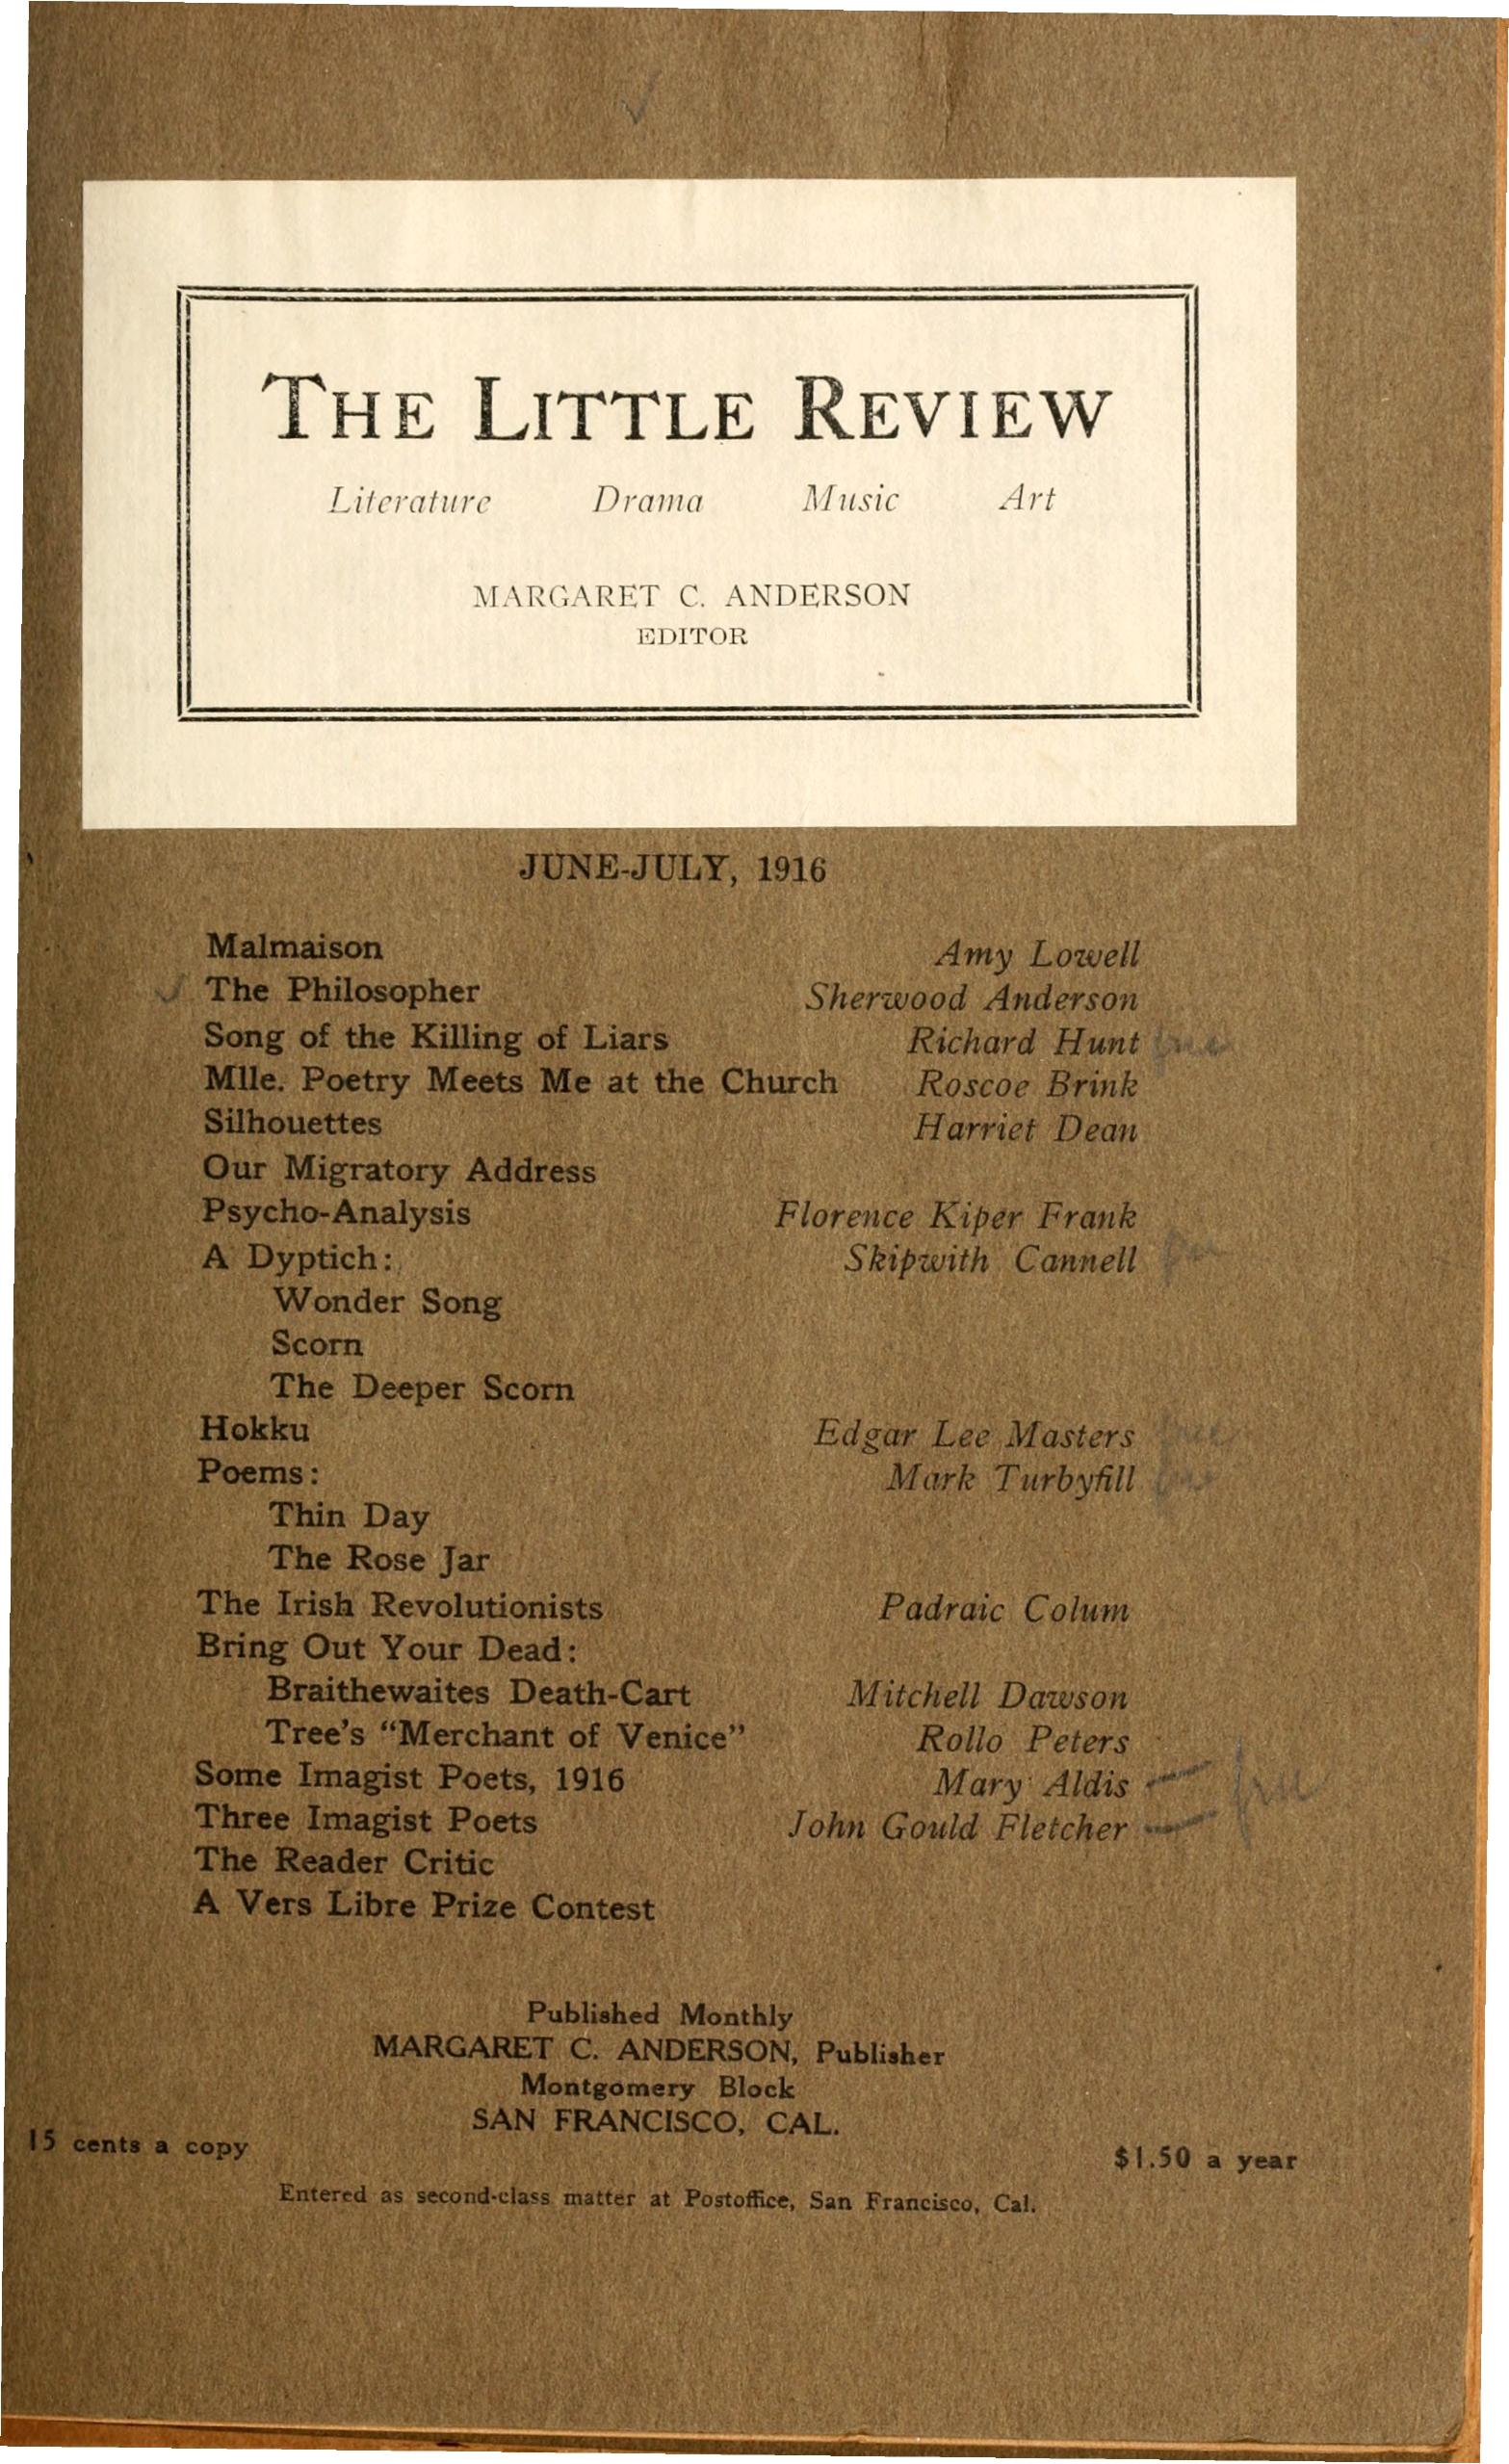 THE LITTLE REVIEW
Literature Drama Music Art
MARGARET C. ANDERSON
EDITOR
JUNE-JULY, 1916
Malmaison Amy Lowell
The Philosopher Sherwood Anderson
Song of the Killing of Liars Richard Hunt
Mlle. Poetry Meets Me at the Church Roscoe Brink
Silhouettes Harriet Dean
Our Migratory Address
Psycho-Analysis Florence Kiper Frank
A Dyptich: Skipwith Cannell
Wonder Song
Scorn
The Deeper Scorn
Hokku Edgar Lee Masters
Poems: Mark Turbyfill
Thin Day
The Rose Jar
The Irish Revolutionists Padraic Colum
Bring Out Your Dead:
Braithewaites Death-Cart Mitchell Dawson
Tree's "Merchant of Venice" Rollo Peters
Some Imagist Poets, 1916 Mary Aldis
Three Imagist Poets John Gould Fletcher
The Reader Critic
A Vers Libre Prize Contest
Published Monthly
MARGARET C. ANDERSON, Publisher
Montgomery Block
SAN FRANCISCO, CAL.
15 cents a copy $1.50 a year
Entered as second-class matter at Postoffice, San Francisco, Cal.